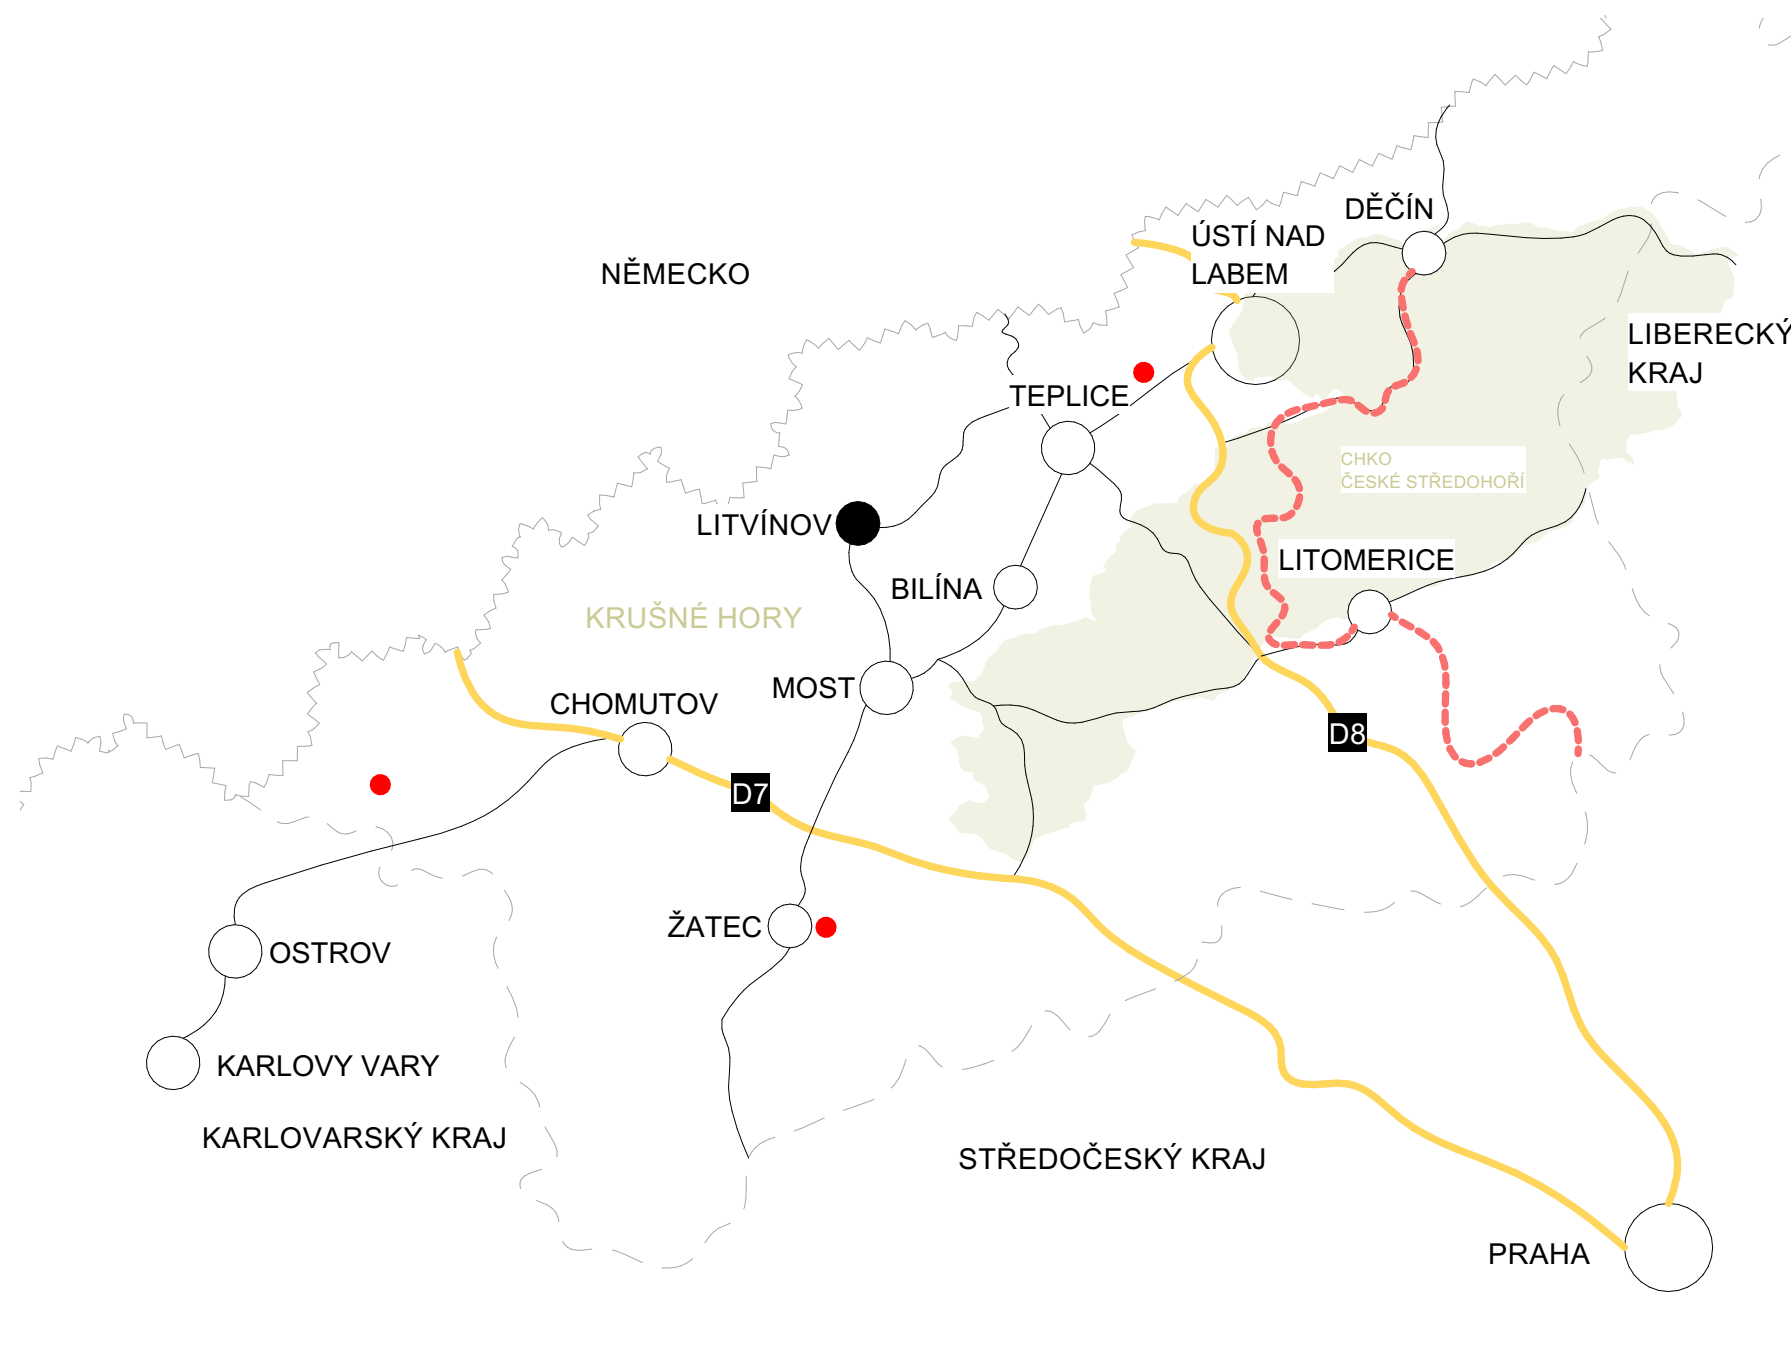 DĚČÍN
ÚSTÍ NAD
LABEM
NĚMECKO
LIBERECKÝ
KRAJ
TEPLICE
CHKO
ČESKÉ STŘEDOHOŘÍ
LITVÍNOV
LITOMERICE
BILÍNA
KRUŠNÉ HORY
MOST
CHOMUTOV
D8
D7
ŽATEC
OSTROV
KARLOVY VARY
KARLOVARSKÝ KRAJ
STŘEDOČESKÝ KRAJ
PRAHA